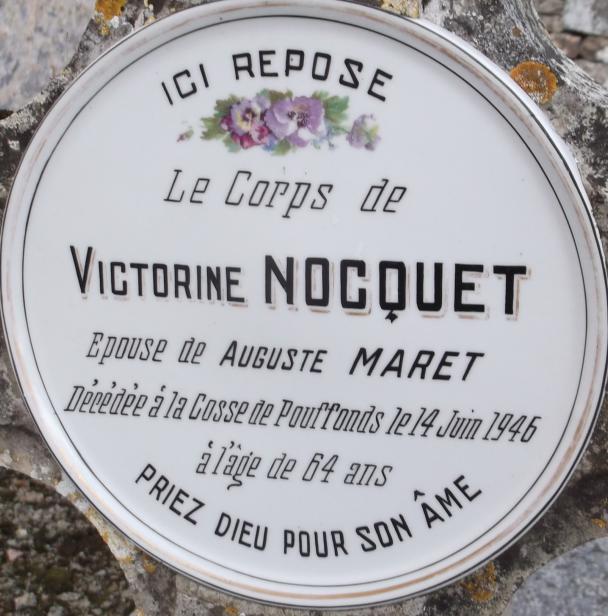 ICI REPOSE
Le Corps de
VICTORINE NOCQUET
Epouse de AUGUSTE MARET
Décédée à la Cosse de Pouffonds le 14 Juin 1946
à l'âge de 64 ans
PRIEZ DIEU POUR SON ÂME